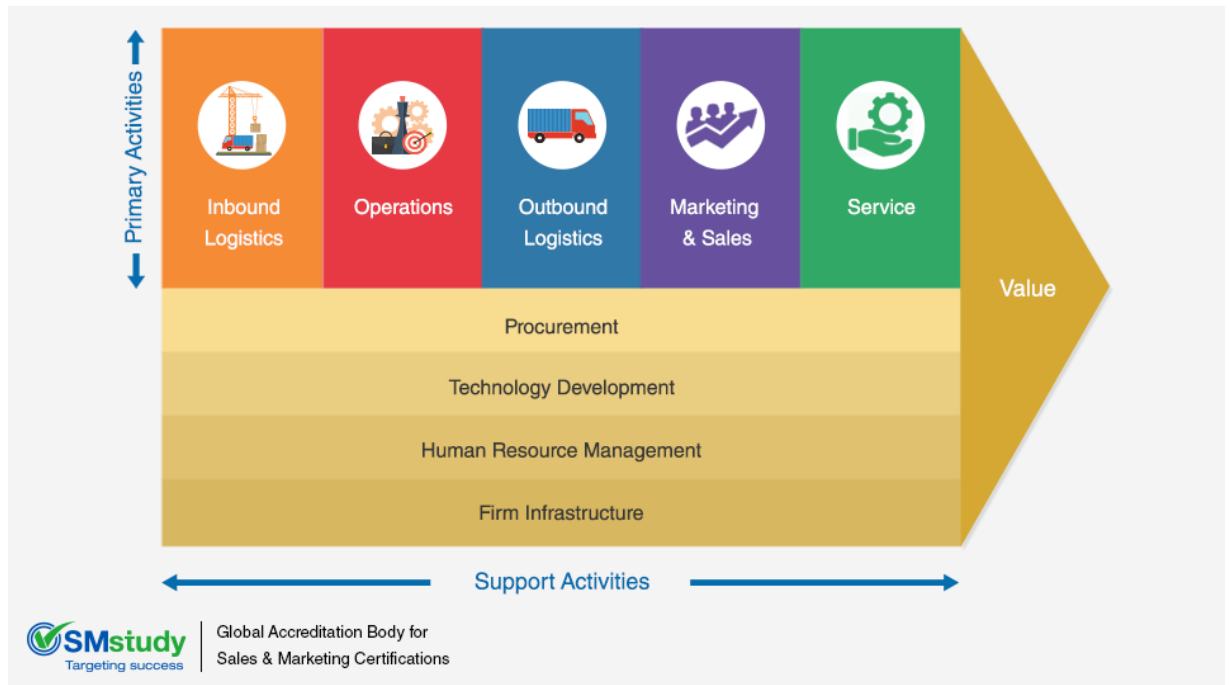 Primary Activities
Inbound
Logistics
Operations
Outbound
Logistics
Marketing
& Sales
Service
Value
Procurement
Technology Development
Human Resource Management
Firm Infrastructure
Support Activities
SMstudy
Targeting success
Global Accreditation Body for
Sales & Marketing Certifications